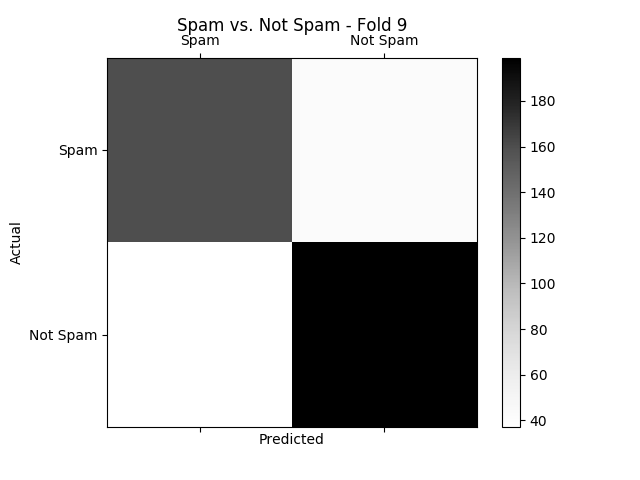 Spam vs. Not Spam - Fold 9
Spam Not Spam
Spam
Not Spam
Actual
Predicted
180
160
140
120
100
80
60
40